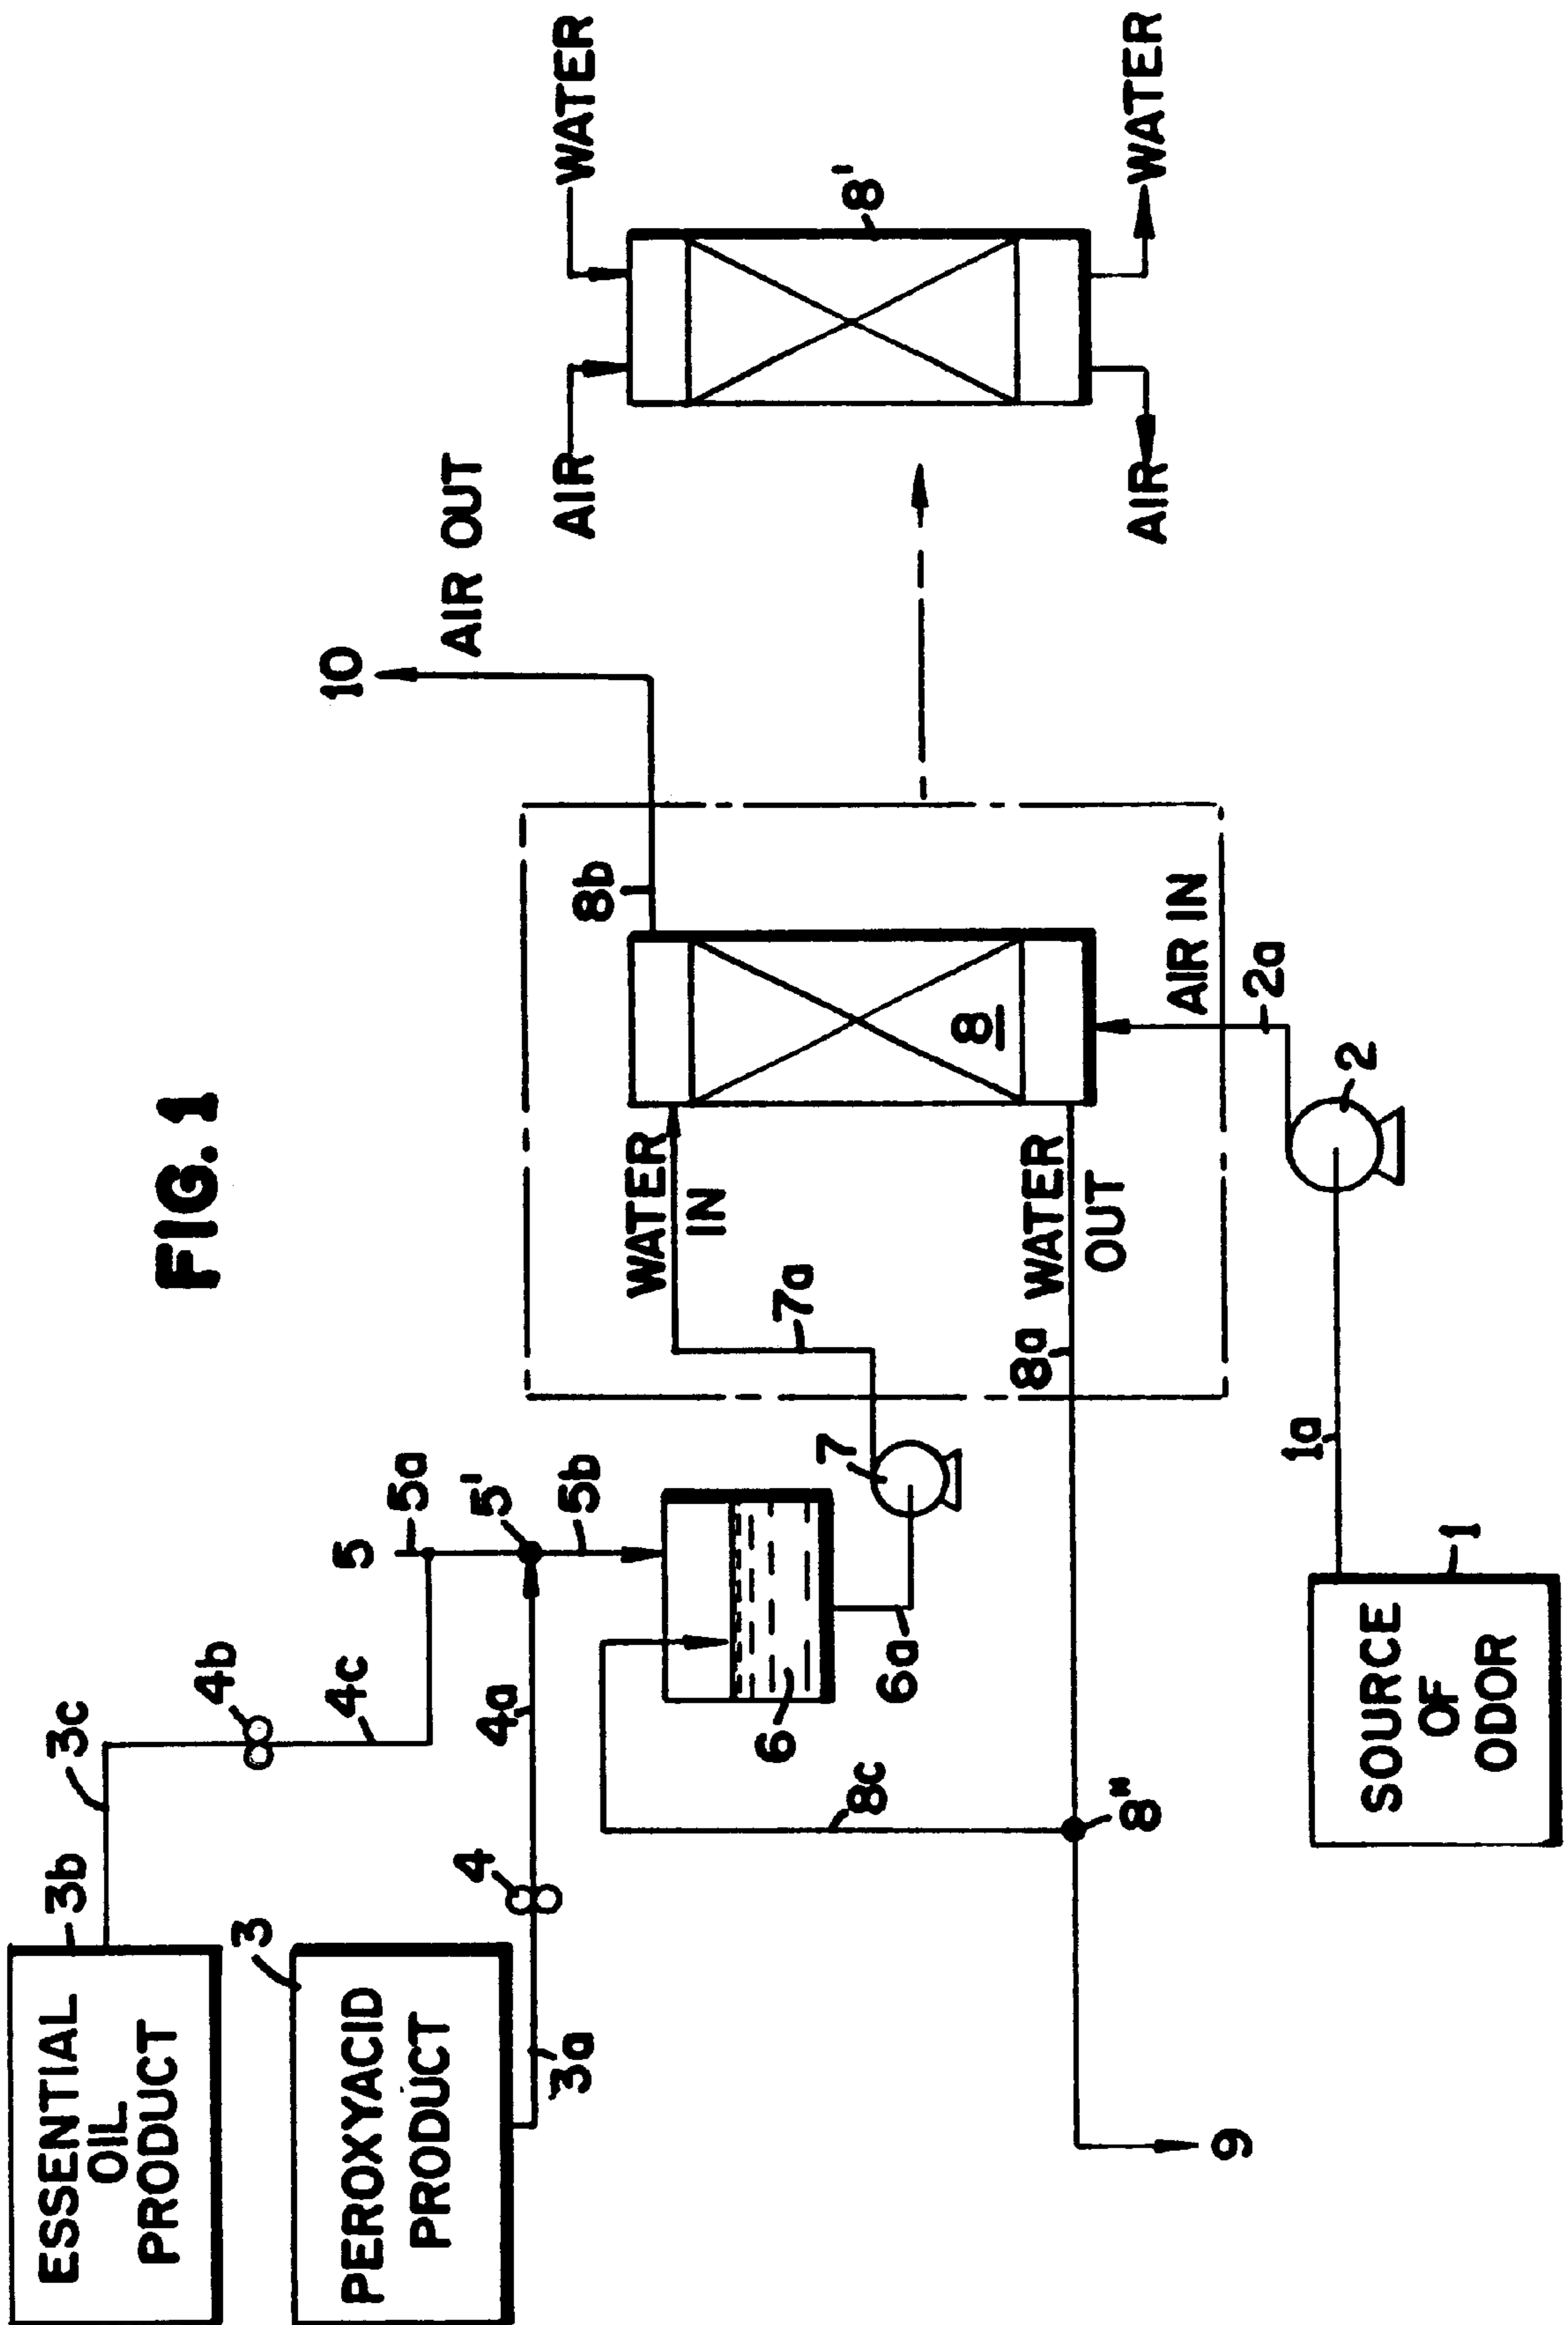 FIG. 1
ESSENTIAL
OIL
PRODUCT
3b
3c
4b
4c
PEROXYACID
PRODUCT
3
3a
4
4a
5
5a
5'
5b
6
6a
7
7a
WATER
IN
8
8b
10
AIR OUT
8a
WATER
OUT
8c
8"
9
AIR IN
2a
2
1a
1
SOURCE
OF
ODOR
AIR
WATER
8'
AIR
WATER